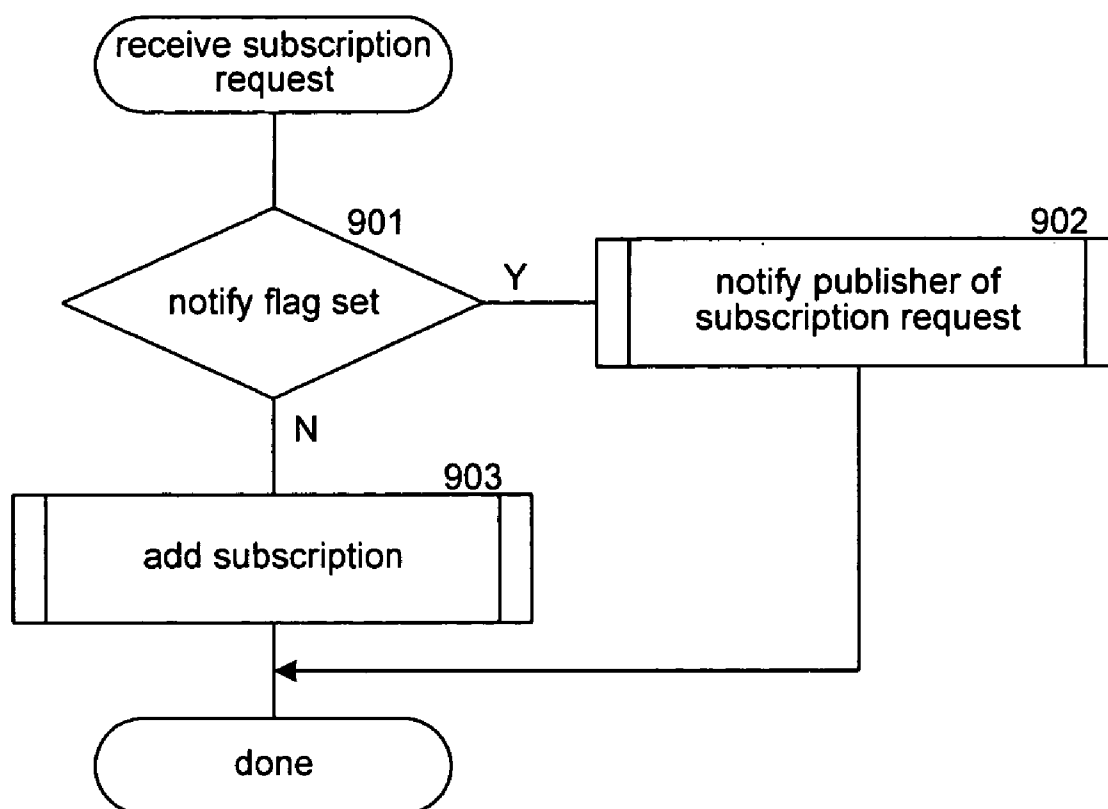 receive subscription
request
901
notify flag set
Y
902
notify publisher of
subscription request
N
903
add subscription
done